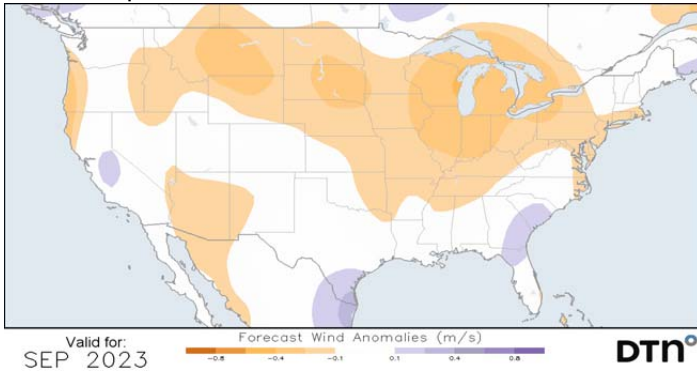 Valid for:
SEP 2023
Forecast Wind Anomalies (m/s)
-0.8 -0.4 -0.1 0.1 0.4 0.8
DTN